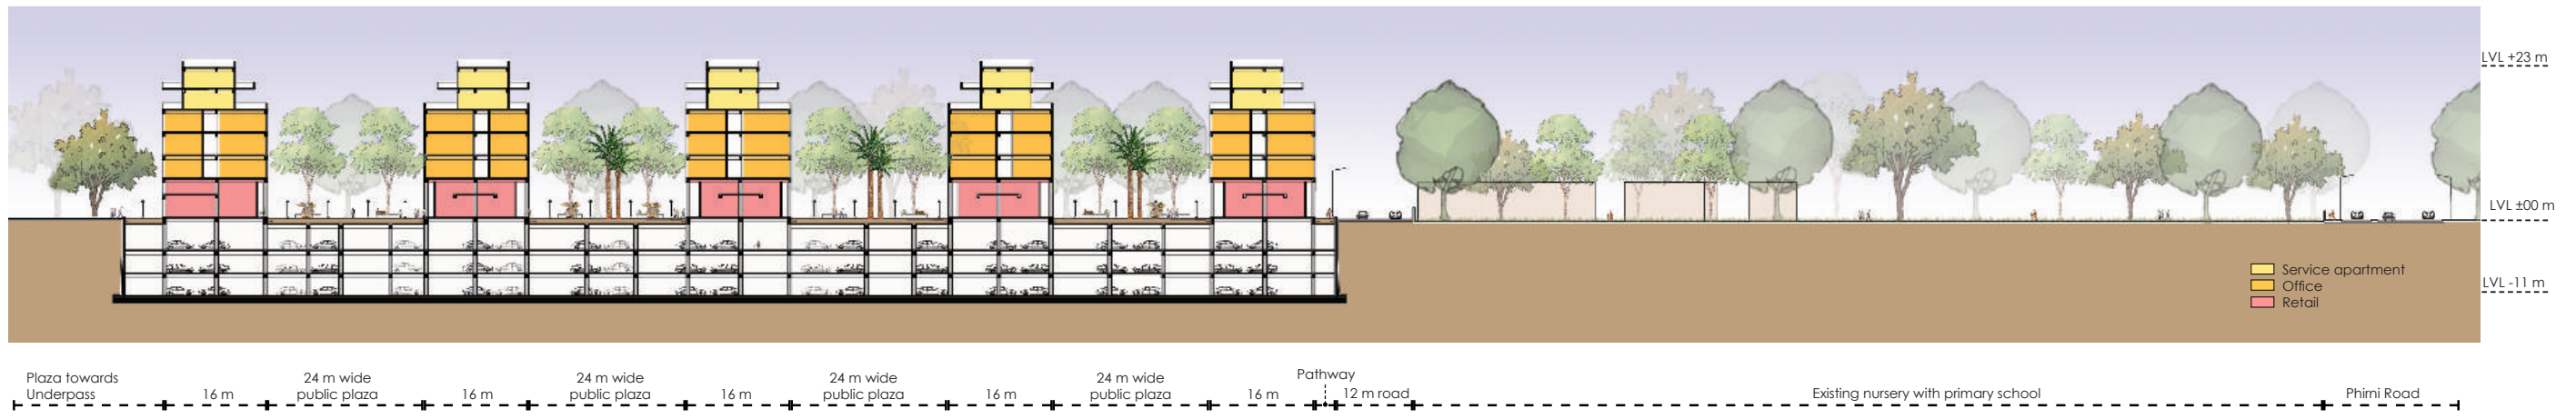 LVL +23 m
LVL ±00 m
LVL -11 m
Service apartment
Office
Retail
Plaza towards
Underpass
16 m
24 m wide
public plaza
16 m
24 m wide
public plaza
16 m
24 m wide
public plaza
16 m
24 m wide
public plaza
16 m
Pathway
12 m road
Existing nursery with primary school
Phirni Road